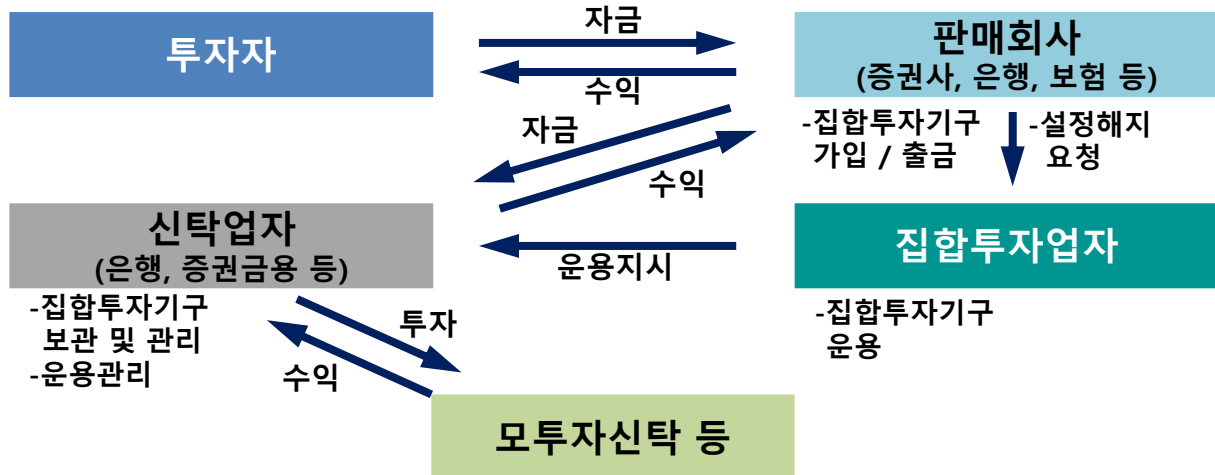 투자자
자금
수익
판매회사
(증권사, 은행, 보험 등)
-집합투자기구
가입 / 출금
-설정해지
요청
자금
수익
신탁업자
(은행, 증권금융 등)
운용지시
집합투자업자
-집합투자기구
보관 및 관리
-운용관리
투자
수익
-집합투자기구
운용
모투자신탁 등